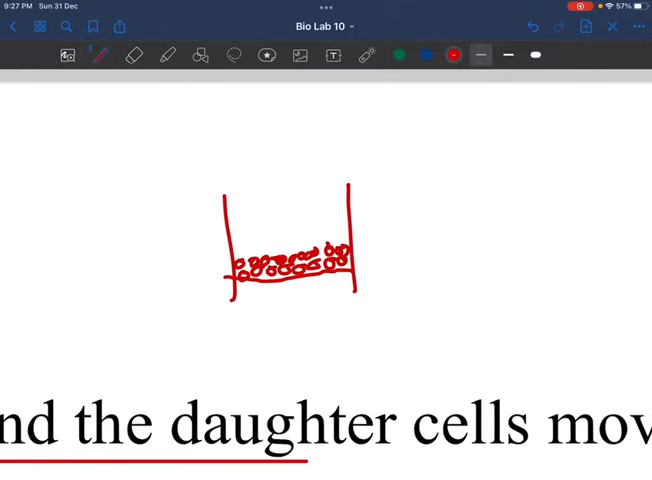 9:27 PM Sun 31 Dec
57%
Bio Lab 10
T
nd the daughter cells mov